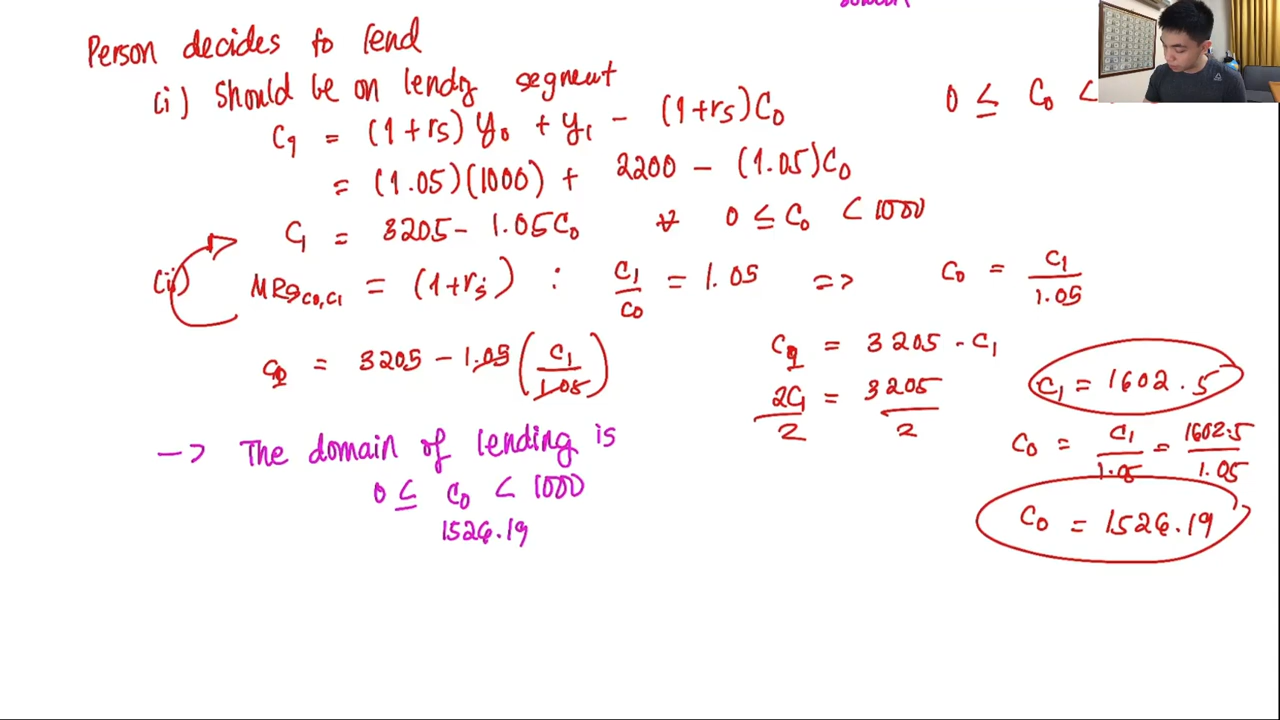 Person decides to lend
(i) Should be on lendg segment
0 ≤ C0 <
C1 = (1+rs) y0 + y1 - (1+rs)C0
= (1.05)(1000) + 2200 - (1.05)C0
C1 = 3205 - 1.05C0 ∀ 0 ≤ C0 < 1000
(ii) MRS C0,C1 = (1+rs) : C1/C0 = 1.05 => C0 = C1/1.05
C1 = 3205 - 1.05 (C1/1.05)
C1 = 3205 - C1
2C1/2 = 3205/2
C1 = 1602.5
C0 = C1/1.05 = 1602.5/1.05
C0 = 1526.19
-> The domain of lending is
0 ≤ C0 < 1000
1526.19